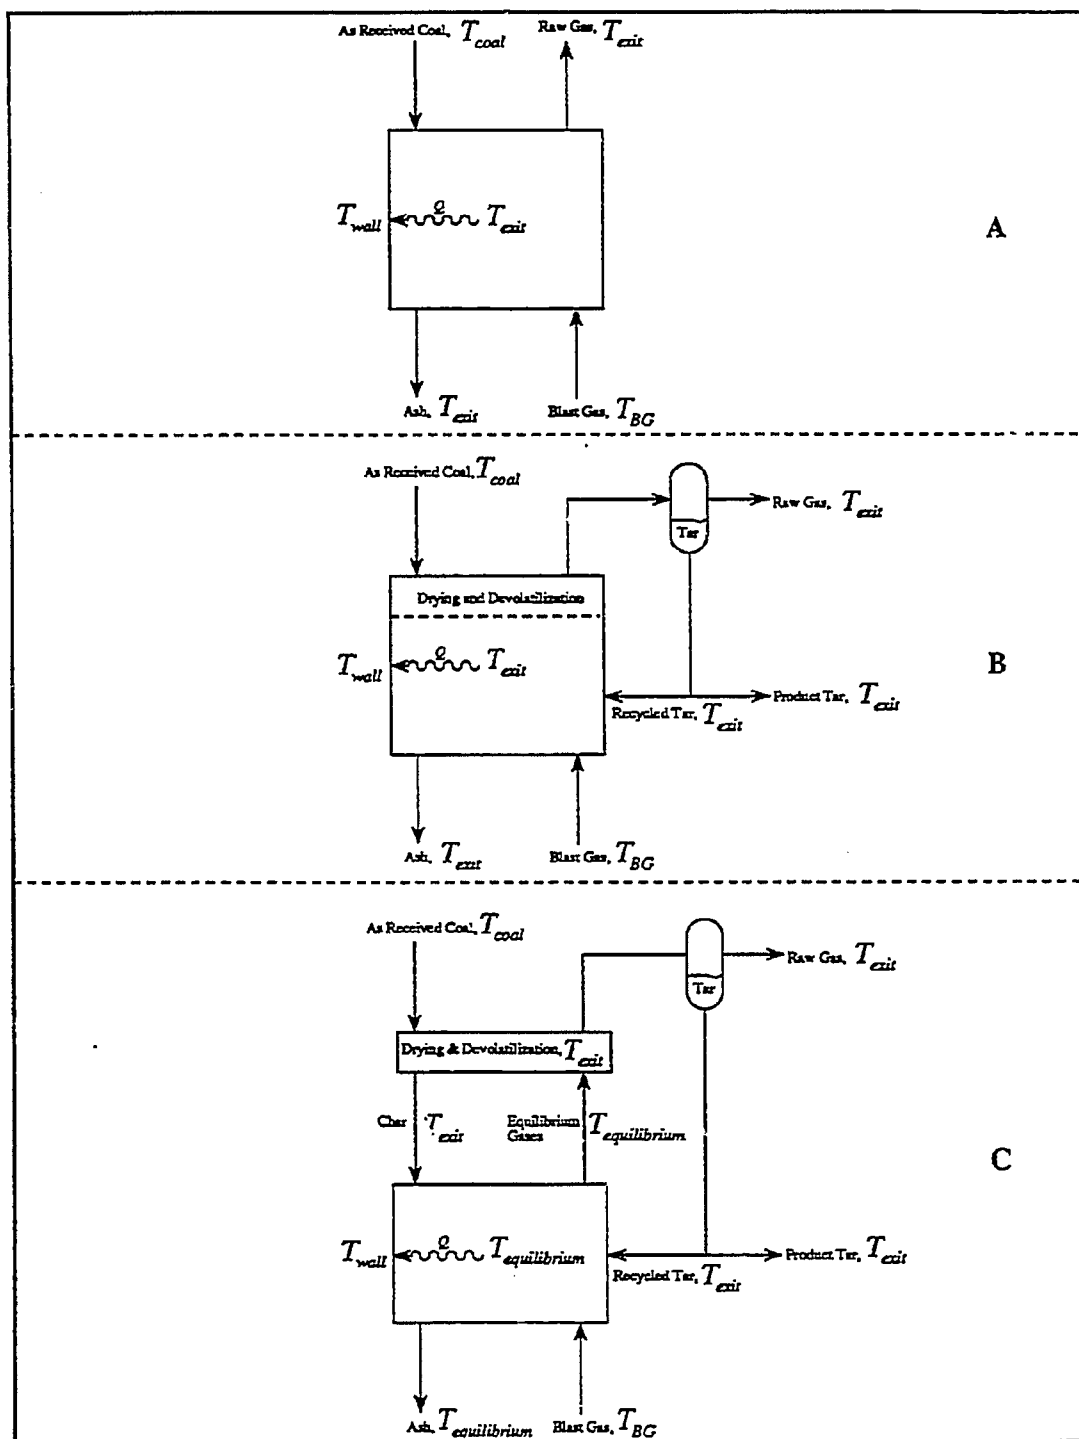 As Received Coal, T_coal Raw Gas, T_exit
T_wall Q T_exit
A
Ash, T_exit Blast Gas, T_BG
As Received Coal, T_coal
Raw Gas, T_exit
Tar
Drying and Devolatilization
T_wall Q T_exit
B
Product Tar, T_exit
Recycled Tar, T_exit
Ash, T_exit Blast Gas, T_BG
As Received Coal, T_coal
Raw Gas, T_exit
Tar
Drying & Devolatilization, T_exit
Char T_exit Equilibrium Gases T_equilibrium
C
T_wall Q T_equilibrium
Product Tar, T_exit
Recycled Tar, T_exit
Ash, T_equilibrium Blast Gas, T_BG